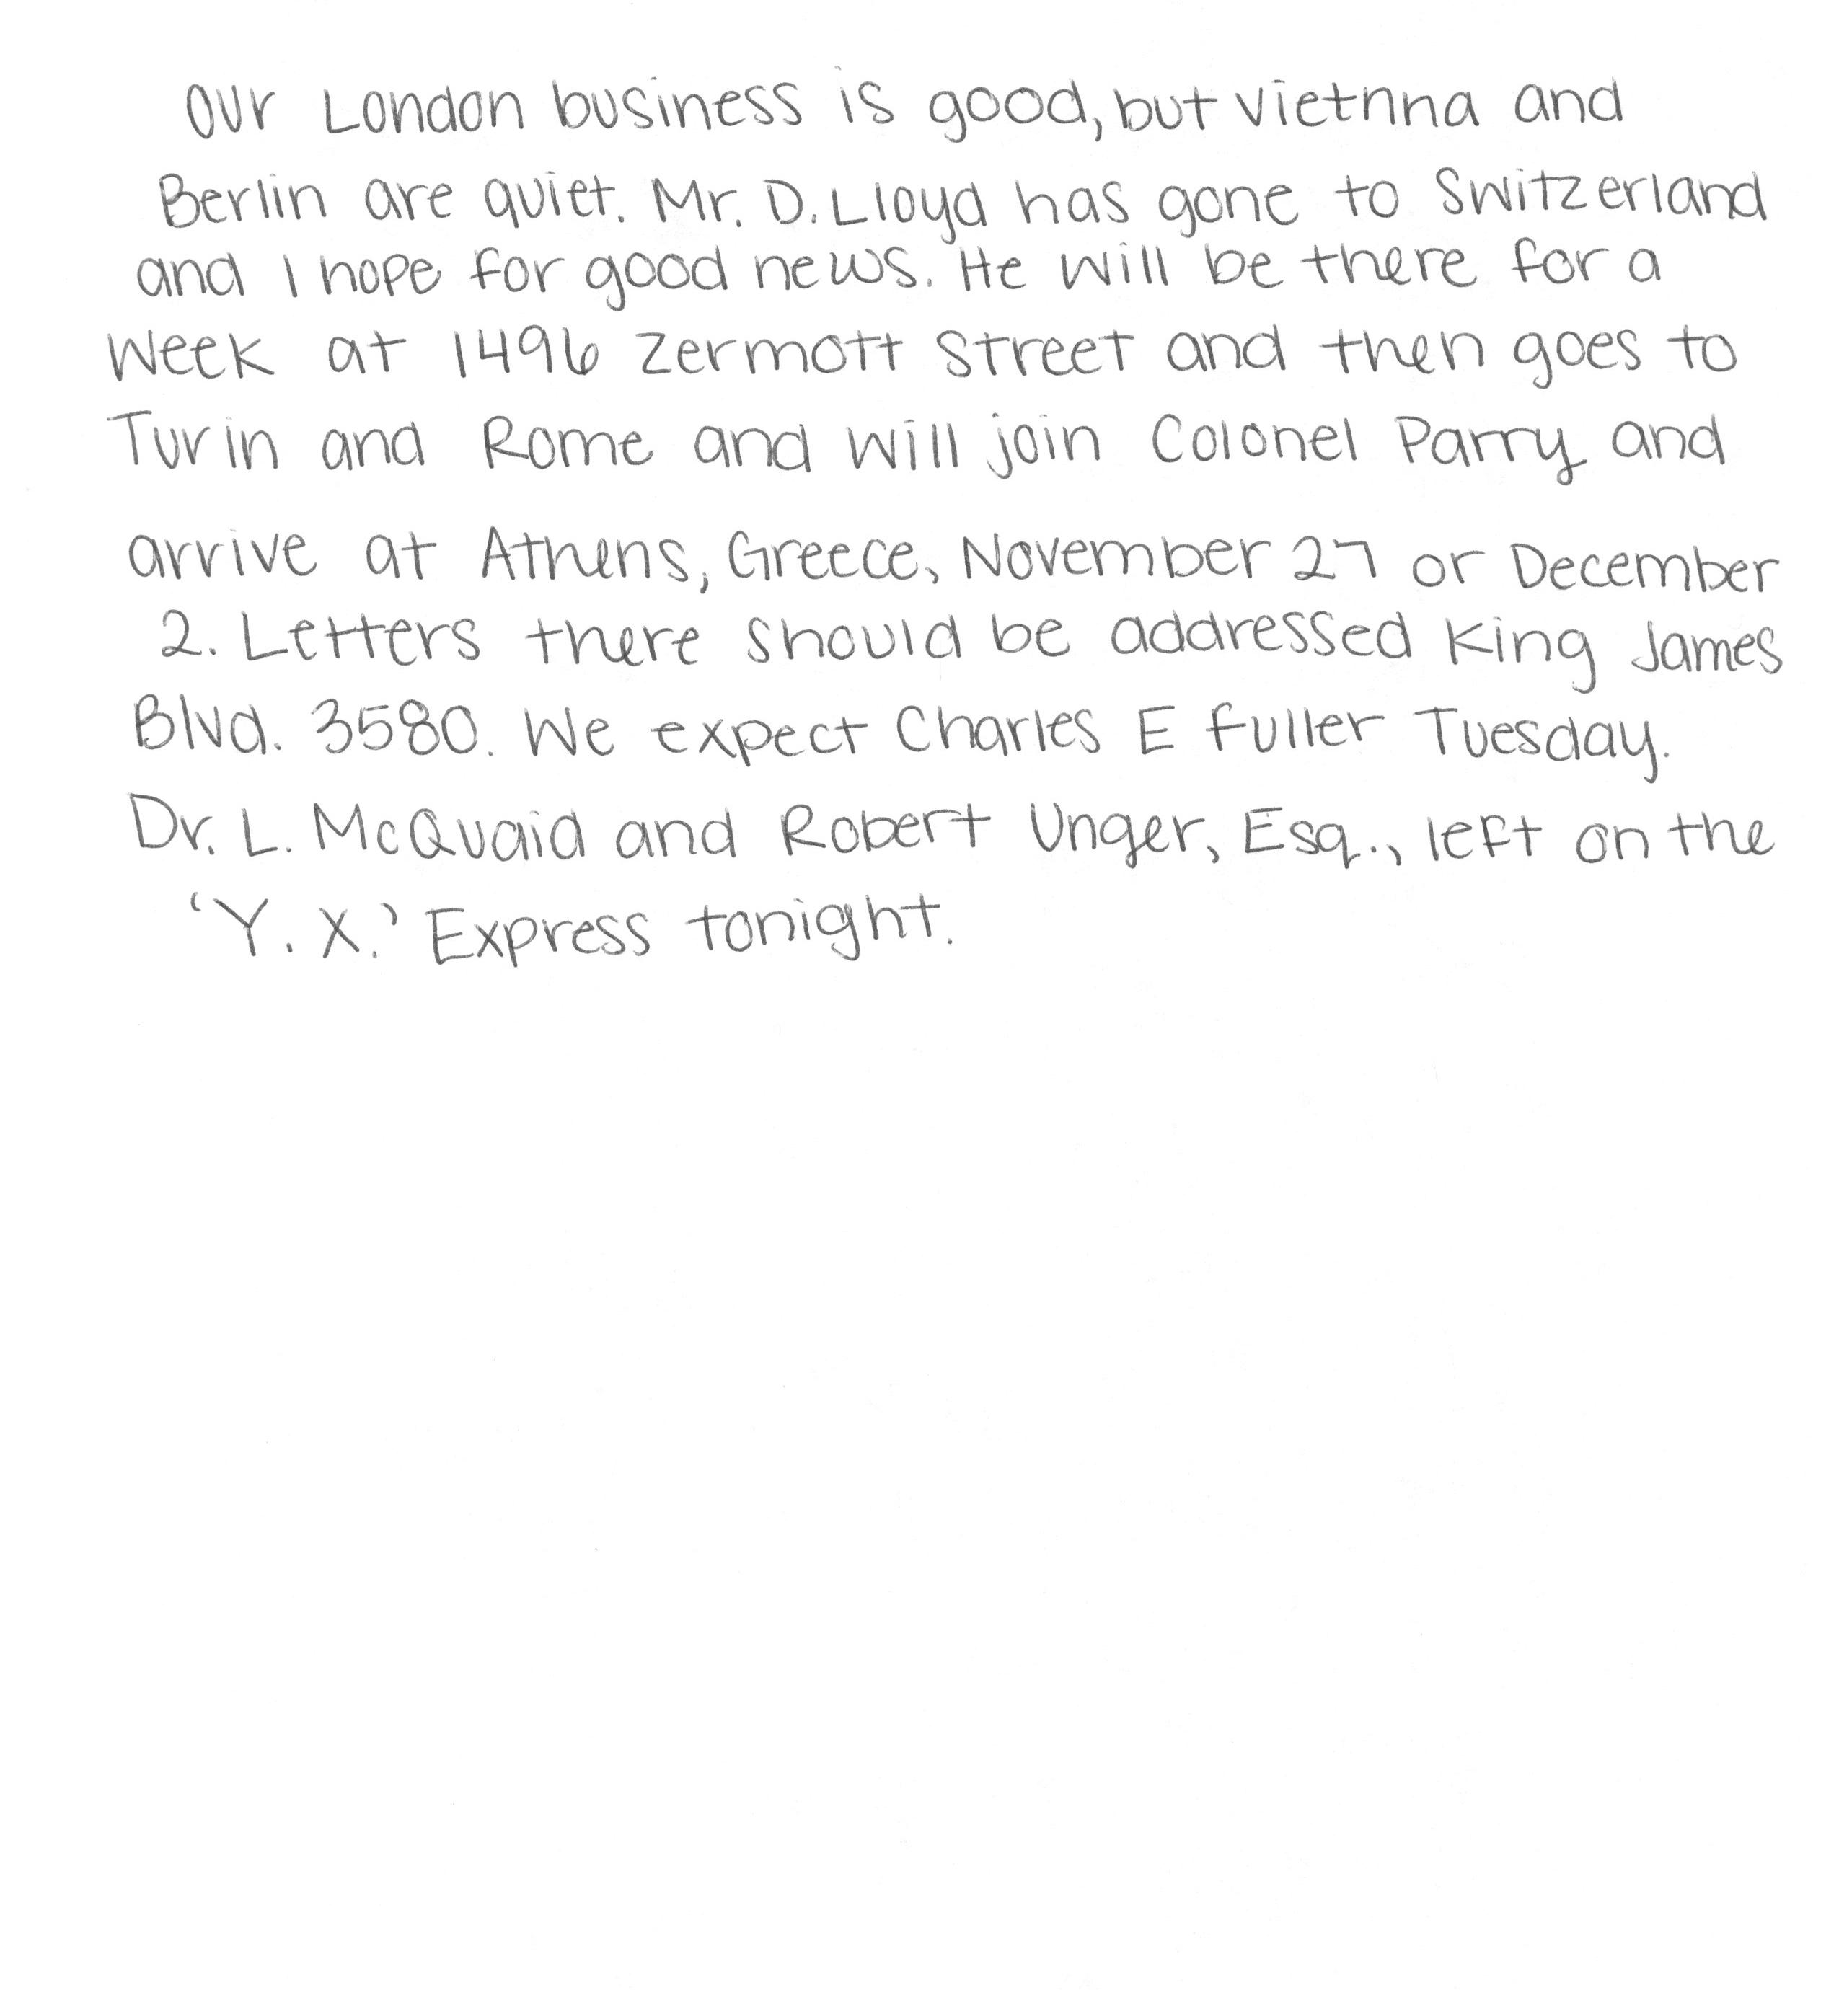 Our London business is good, but vietnna and
Berlin are quiet. Mr. D. Lloyd has gone to Switzerland
and I hope for good news. He will be there for a
week at 1496 Zermott Street and then goes to
Turin and Rome and will join Colonel Parry and
arrive at Athens, Greece, November 27 or December
2. Letters there should be addressed King James
Blvd. 3580. We expect Charles E Fuller Tuesday.
Dr. L. McQuaid and Robert Unger, Esq., left on the
'Y. X.' Express tonight.